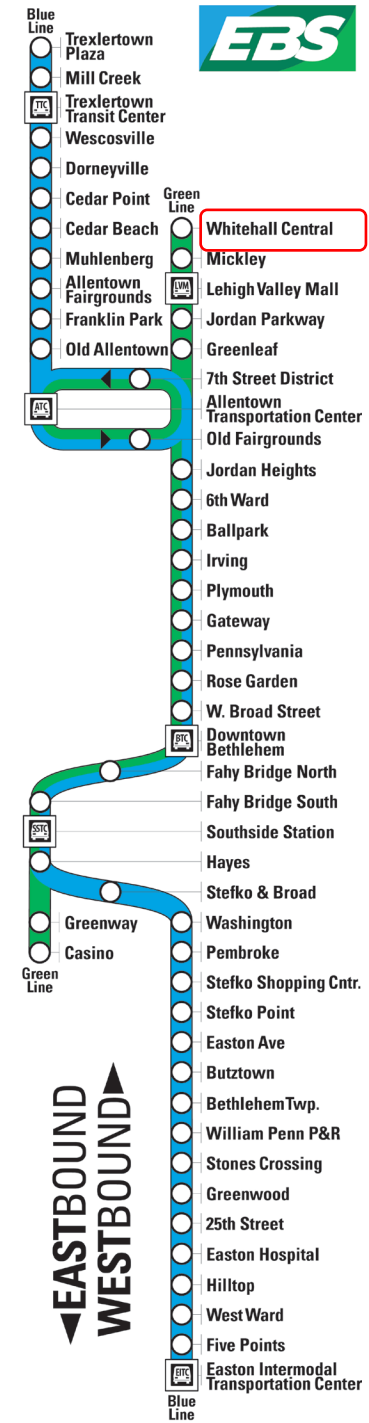 Blue
Line
EBS
Trexlertown
Plaza
Mill Creek
TTC
Trexlertown
Transit Center
Wescosville
Dorneyville
Cedar Point
Cedar Beach
Muhlenberg
Allentown
Fairgrounds
Franklin Park
Old Allentown
Green
Line
Whitehall Central
Mickley
LVM
Lehigh Valley Mall
Jordan Parkway
Greenleaf
7th Street District
ATC
Allentown
Transportation Center
Old Fairgrounds
Jordan Heights
6th Ward
Ballpark
Irving
Plymouth
Gateway
Pennsylvania
Rose Garden
W. Broad Street
BTC
Downtown
Bethlehem
Fahy Bridge North
Fahy Bridge South
SSTC
Southside Station
Hayes
Stefko & Broad
Greenway
Casino
Green
Line
Washington
Pembroke
Stefko Shopping Cntr.
Stefko Point
Easton Ave
Butztown
Bethlehem Twp.
William Penn P&R
Stones Crossing
Greenwood
25th Street
Easton Hospital
Hilltop
West Ward
Five Points
EITC
Easton Intermodal
Transportation Center
Blue
Line
EASTBOUND
WESTBOUND